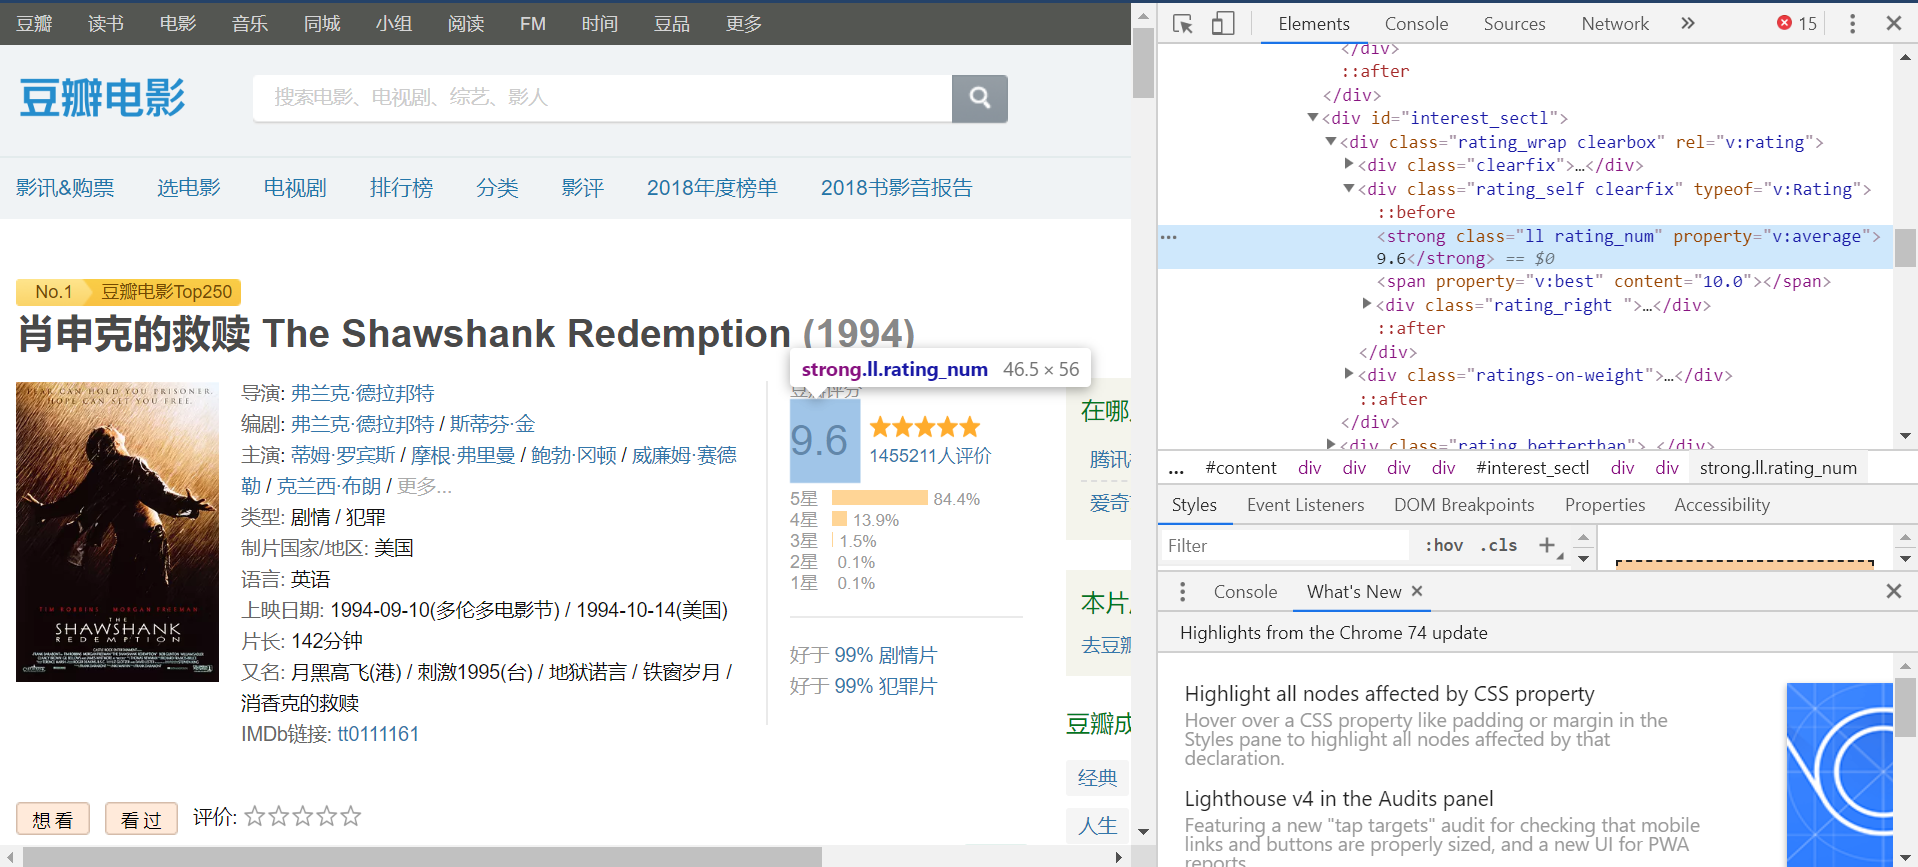 豆瓣 读书 电影 音乐 同城 小组 阅读 FM 时间 豆品 更多
豆瓣电影
搜索电影、电视剧、综艺、影人
影讯&购票 选电影 电视剧 排行榜 分类 影评 2018年度榜单 2018书影音报告
No.1 豆瓣电影Top250
肖申克的救赎 The Shawshank Redemption (1994)
strong.ll.rating_num 46.5 × 56
FEAR CAN HOLD YOU PRISONER.
HOPE CAN SET YOU FREE.
TIM ROBBINS MORGAN FREEMAN
THE
SHAWSHANK
REDEMPTION
导演: 弗兰克·德拉邦特
编剧: 弗兰克·德拉邦特 / 斯蒂芬·金
主演: 蒂姆·罗宾斯 / 摩根·弗里曼 / 鲍勃·冈顿 / 威廉姆·赛德
勒 / 克兰西·布朗 / 更多...
类型: 剧情 / 犯罪
制片国家/地区: 美国
语言: 英语
上映日期: 1994-09-10(多伦多电影节) / 1994-10-14(美国)
片长: 142分钟
又名: 月黑高飞(港) / 刺激1995(台) / 地狱诺言 / 铁窗岁月 /
消香克的救赎
IMDb链接: tt0111161
豆瓣评分
9.6
1455211人评价
5星 84.4%
4星 13.9%
3星 1.5%
2星 0.1%
1星 0.1%
好于 99% 剧情片
好于 99% 犯罪片
想看 看过 评价:
在哪
腾讯
爱奇
本片
去豆瓣
豆瓣成
经典
人生
Elements Console Sources Network » 15
</div>
::after
</div>
<div id="interest_sectl">
<div class="rating_wrap clearbox" rel="v:rating">
<div class="clearfix">…</div>
<div class="rating_self clearfix" typeof="v:Rating">
::before
… <strong class="ll rating_num" property="v:average">
9.6</strong> == $0
<span property="v:best" content="10.0"></span>
<div class="rating_right ">…</div>
::after
</div>
<div class="ratings-on-weight">…</div>
::after
</div>
<div class="rating_betterthan">…</div>
... #content div div div div #interest_sectl div div strong.ll.rating_num
Styles Event Listeners DOM Breakpoints Properties Accessibility
Filter :hov .cls +
Console What's New ×
Highlights from the Chrome 74 update
Highlight all nodes affected by CSS property
Hover over a CSS property like padding or margin in the
Styles pane to highlight all nodes affected by that
declaration.
Lighthouse v4 in the Audits panel
Featuring a new "tap targets" audit for checking that mobile
links and buttons are properly sized, and a new UI for PWA
reports.